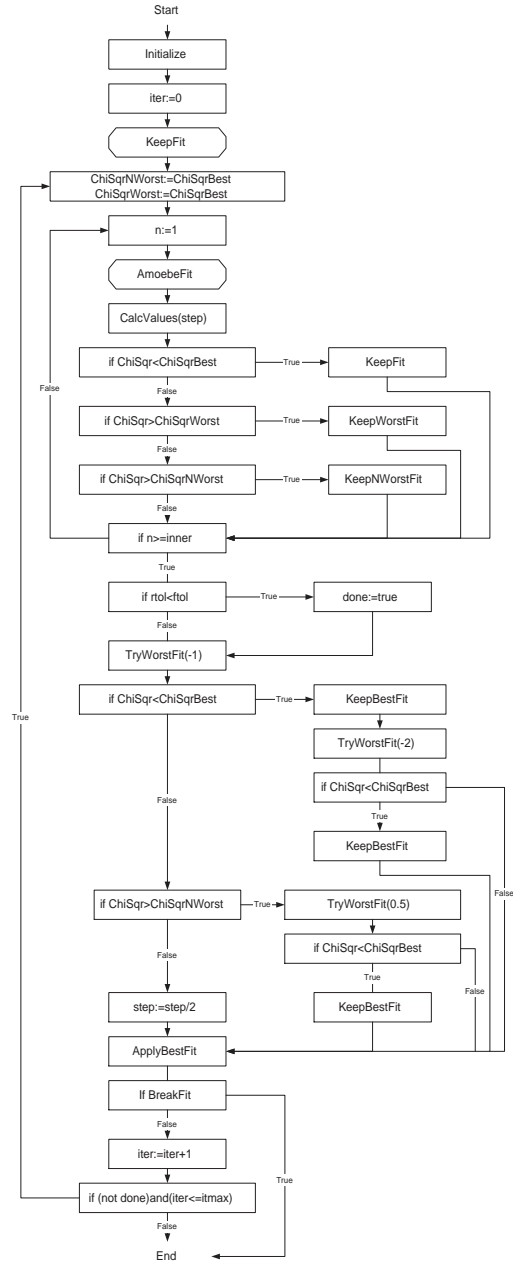 Start
Initialize
iter:=0
KeepFit
ChiSqrNWorst:=ChiSqrBest
ChiSqrWorst:=ChiSqrBest
n:=1
AmoebeFit
CalcValues(step)
if ChiSqr<ChiSqrBest
True
KeepFit
False
False
if ChiSqr>ChiSqrWorst
True
KeepWorstFit
False
if ChiSqr>ChiSqrNWorst
True
KeepNWorstFit
False
if n>=inner
True
if rtol<ftol
True
done:=true
False
TryWorstFit(-1)
if ChiSqr<ChiSqrBest
True
KeepBestFit
True
TryWorstFit(-2)
False
if ChiSqr<ChiSqrBest
True
KeepBestFit
False
if ChiSqr>ChiSqrNWorst
True
TryWorstFit(0.5)
if ChiSqr<ChiSqrBest
False
True
False
step:=step/2
KeepBestFit
ApplyBestFit
If BreakFit
False
iter:=iter+1
True
if (not done)and(iter<=itmax)
False
End